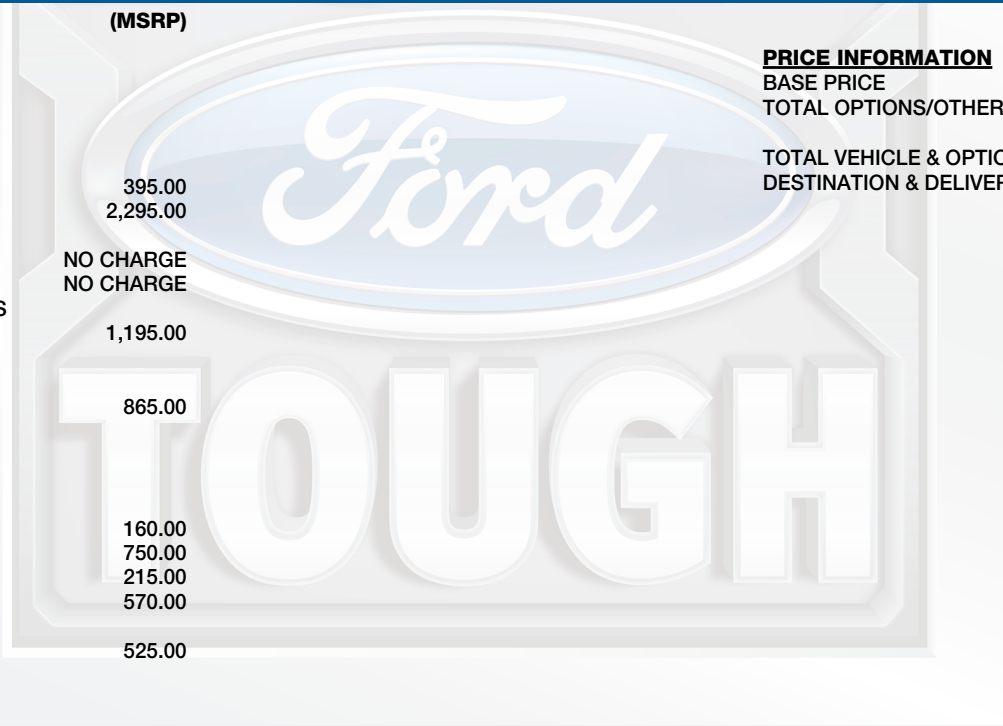 (MSRP)
395.00
2,295.00
NO CHARGE
NO CHARGE
S
1,195.00
865.00
160.00
750.00
215.00
570.00
525.00
PRICE INFORMATION
BASE PRICE
TOTAL OPTIONS/OTHER
TOTAL VEHICLE & OPTIO
DESTINATION & DELIVER
Ford
TOUGH